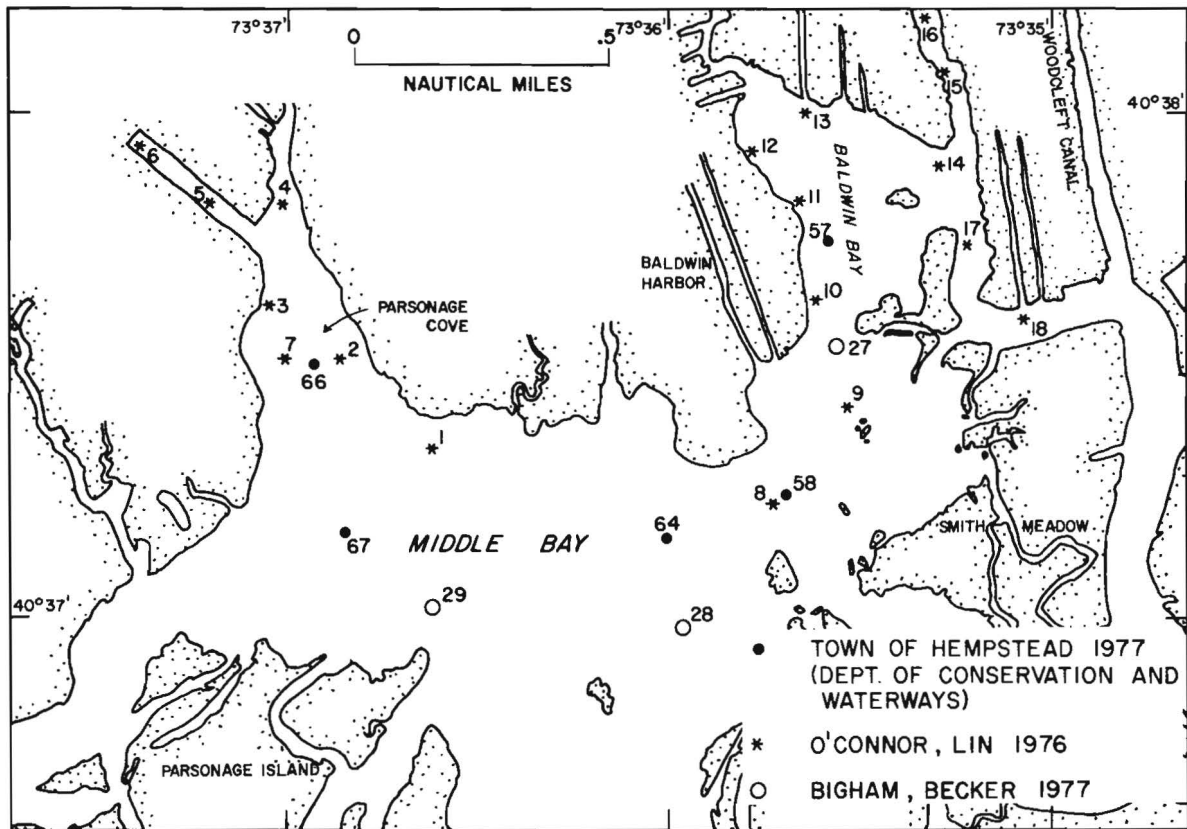 73°37'
73°36'
73°35'
0
.5
NAUTICAL MILES
16
15
WOODCLEFT CANAL
40°38'
13
6
12
14
5
4
11
BALDWIN BAY
57
17
BALDWIN
HARBOR
10
3
PARSONAGE
COVE
18
7
2
27
66
9
1
58
8
SMITH MEADOW
67
MIDDLE BAY
64
40°37'
29
28
TOWN OF HEMPSTEAD 1977
(DEPT. OF CONSERVATION AND
WATERWAYS)
* O'CONNOR, LIN 1976
PARSONAGE ISLAND
BIGHAM, BECKER 1977